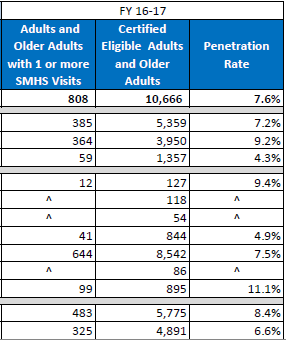 FY 16-17
Adults and Older Adults with 1 or more SMHS Visits Certified Eligible Adults and Older Adults Penetration Rate
808 10,666 7.6%
385 5,359 7.2%
364 3,950 9.2%
59 1,357 4.3%
12 127 9.4%
^ 118 ^
^ 54 ^
41 844 4.9%
644 8,542 7.5%
^ 86 ^
99 895 11.1%
483 5,775 8.4%
325 4,891 6.6%